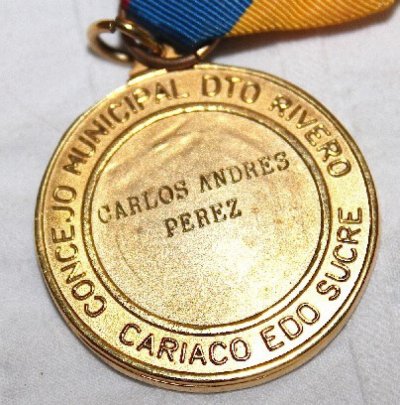 CONCEJO MUNICIPAL DTO RIVERO
CARIACO EDO SUCRE
CARLOS ANDRES
PEREZ